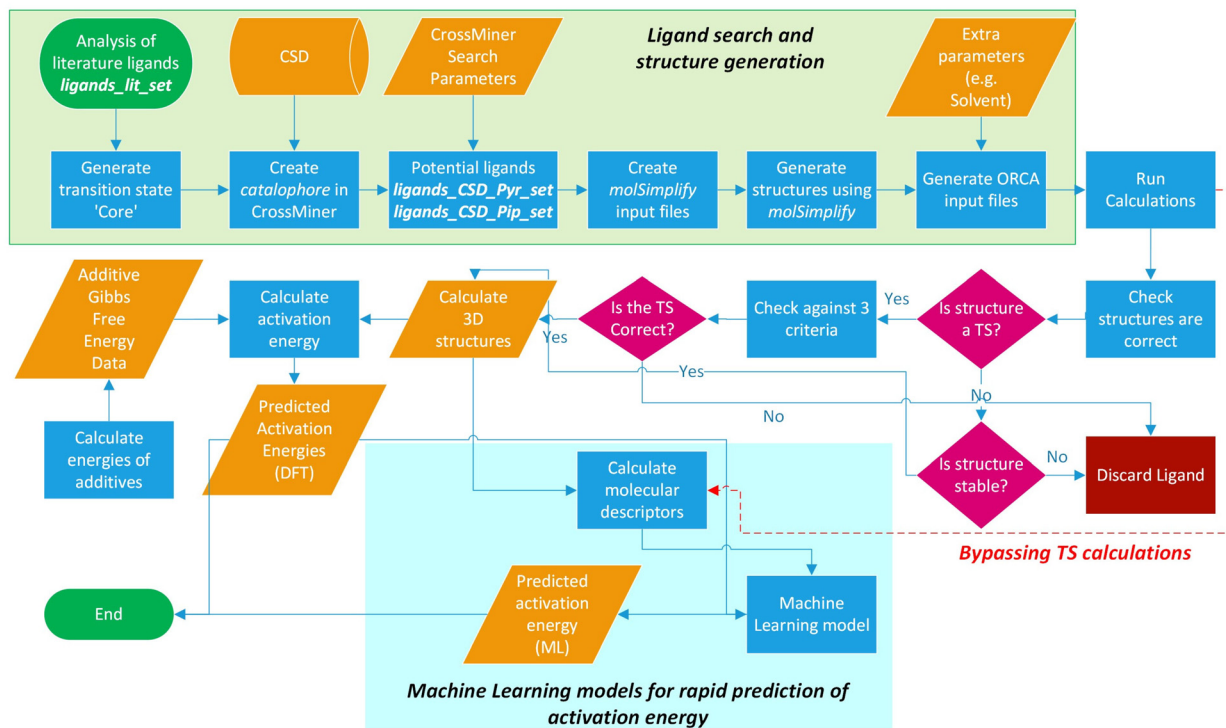 Analysis of
literature ligands
ligands_lit_set
CSD
CrossMiner
Search
Parameters
Ligand search and
structure generation
Extra
parameters
(e.g.
Solvent)
Generate
transition state
'Core'
Create
catalophore in
CrossMiner
Potential ligands
ligands_CSD_Pyr_set
ligands_CSD_Pip_set
Create
molSimplify
input files
Generate
structures using
molSimplify
Generate ORCA
input files
Run
Calculations
Additive
Gibbs
Free
Energy
Data
Calculate
activation
energy
Calculate
3D
structures
Yes
Is the TS
Correct?
Check against 3
criteria
Yes
Is structure
a TS?
Check
structures are
correct
Yes
No
No
Calculate
energies of
additives
Predicted
Activation
Energies
(DFT)
Calculate
molecular
descriptors
Is structure
stable?
No
Discard Ligand
Bypassing TS calculations
End
Predicted
activation
energy
(ML)
Machine
Learning model
Machine Learning models for rapid prediction of
activation energy